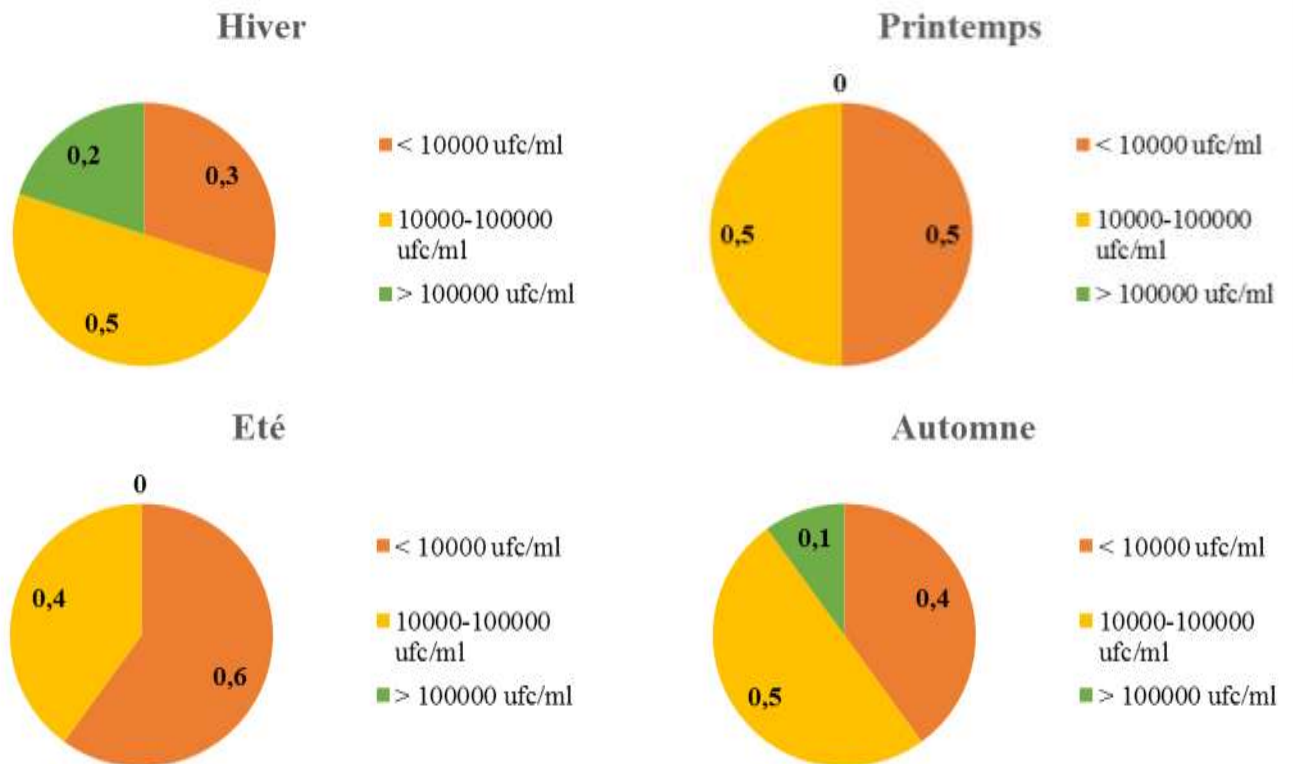 Hiver
0,2
0,3
0,5
< 10000 ufc/ml
10000-100000
ufc/ml
> 100000 ufc/ml
Printemps
0
0,5
0,5
< 10000 ufc/ml
10000-100000
ufc/ml
> 100000 ufc/ml
Eté
0
0,4
0,6
< 10000 ufc/ml
10000-100000
ufc/ml
> 100000 ufc/ml
Automne
0,1
0,4
0,5
< 10000 ufc/ml
10000-100000
ufc/ml
> 100000 ufc/ml